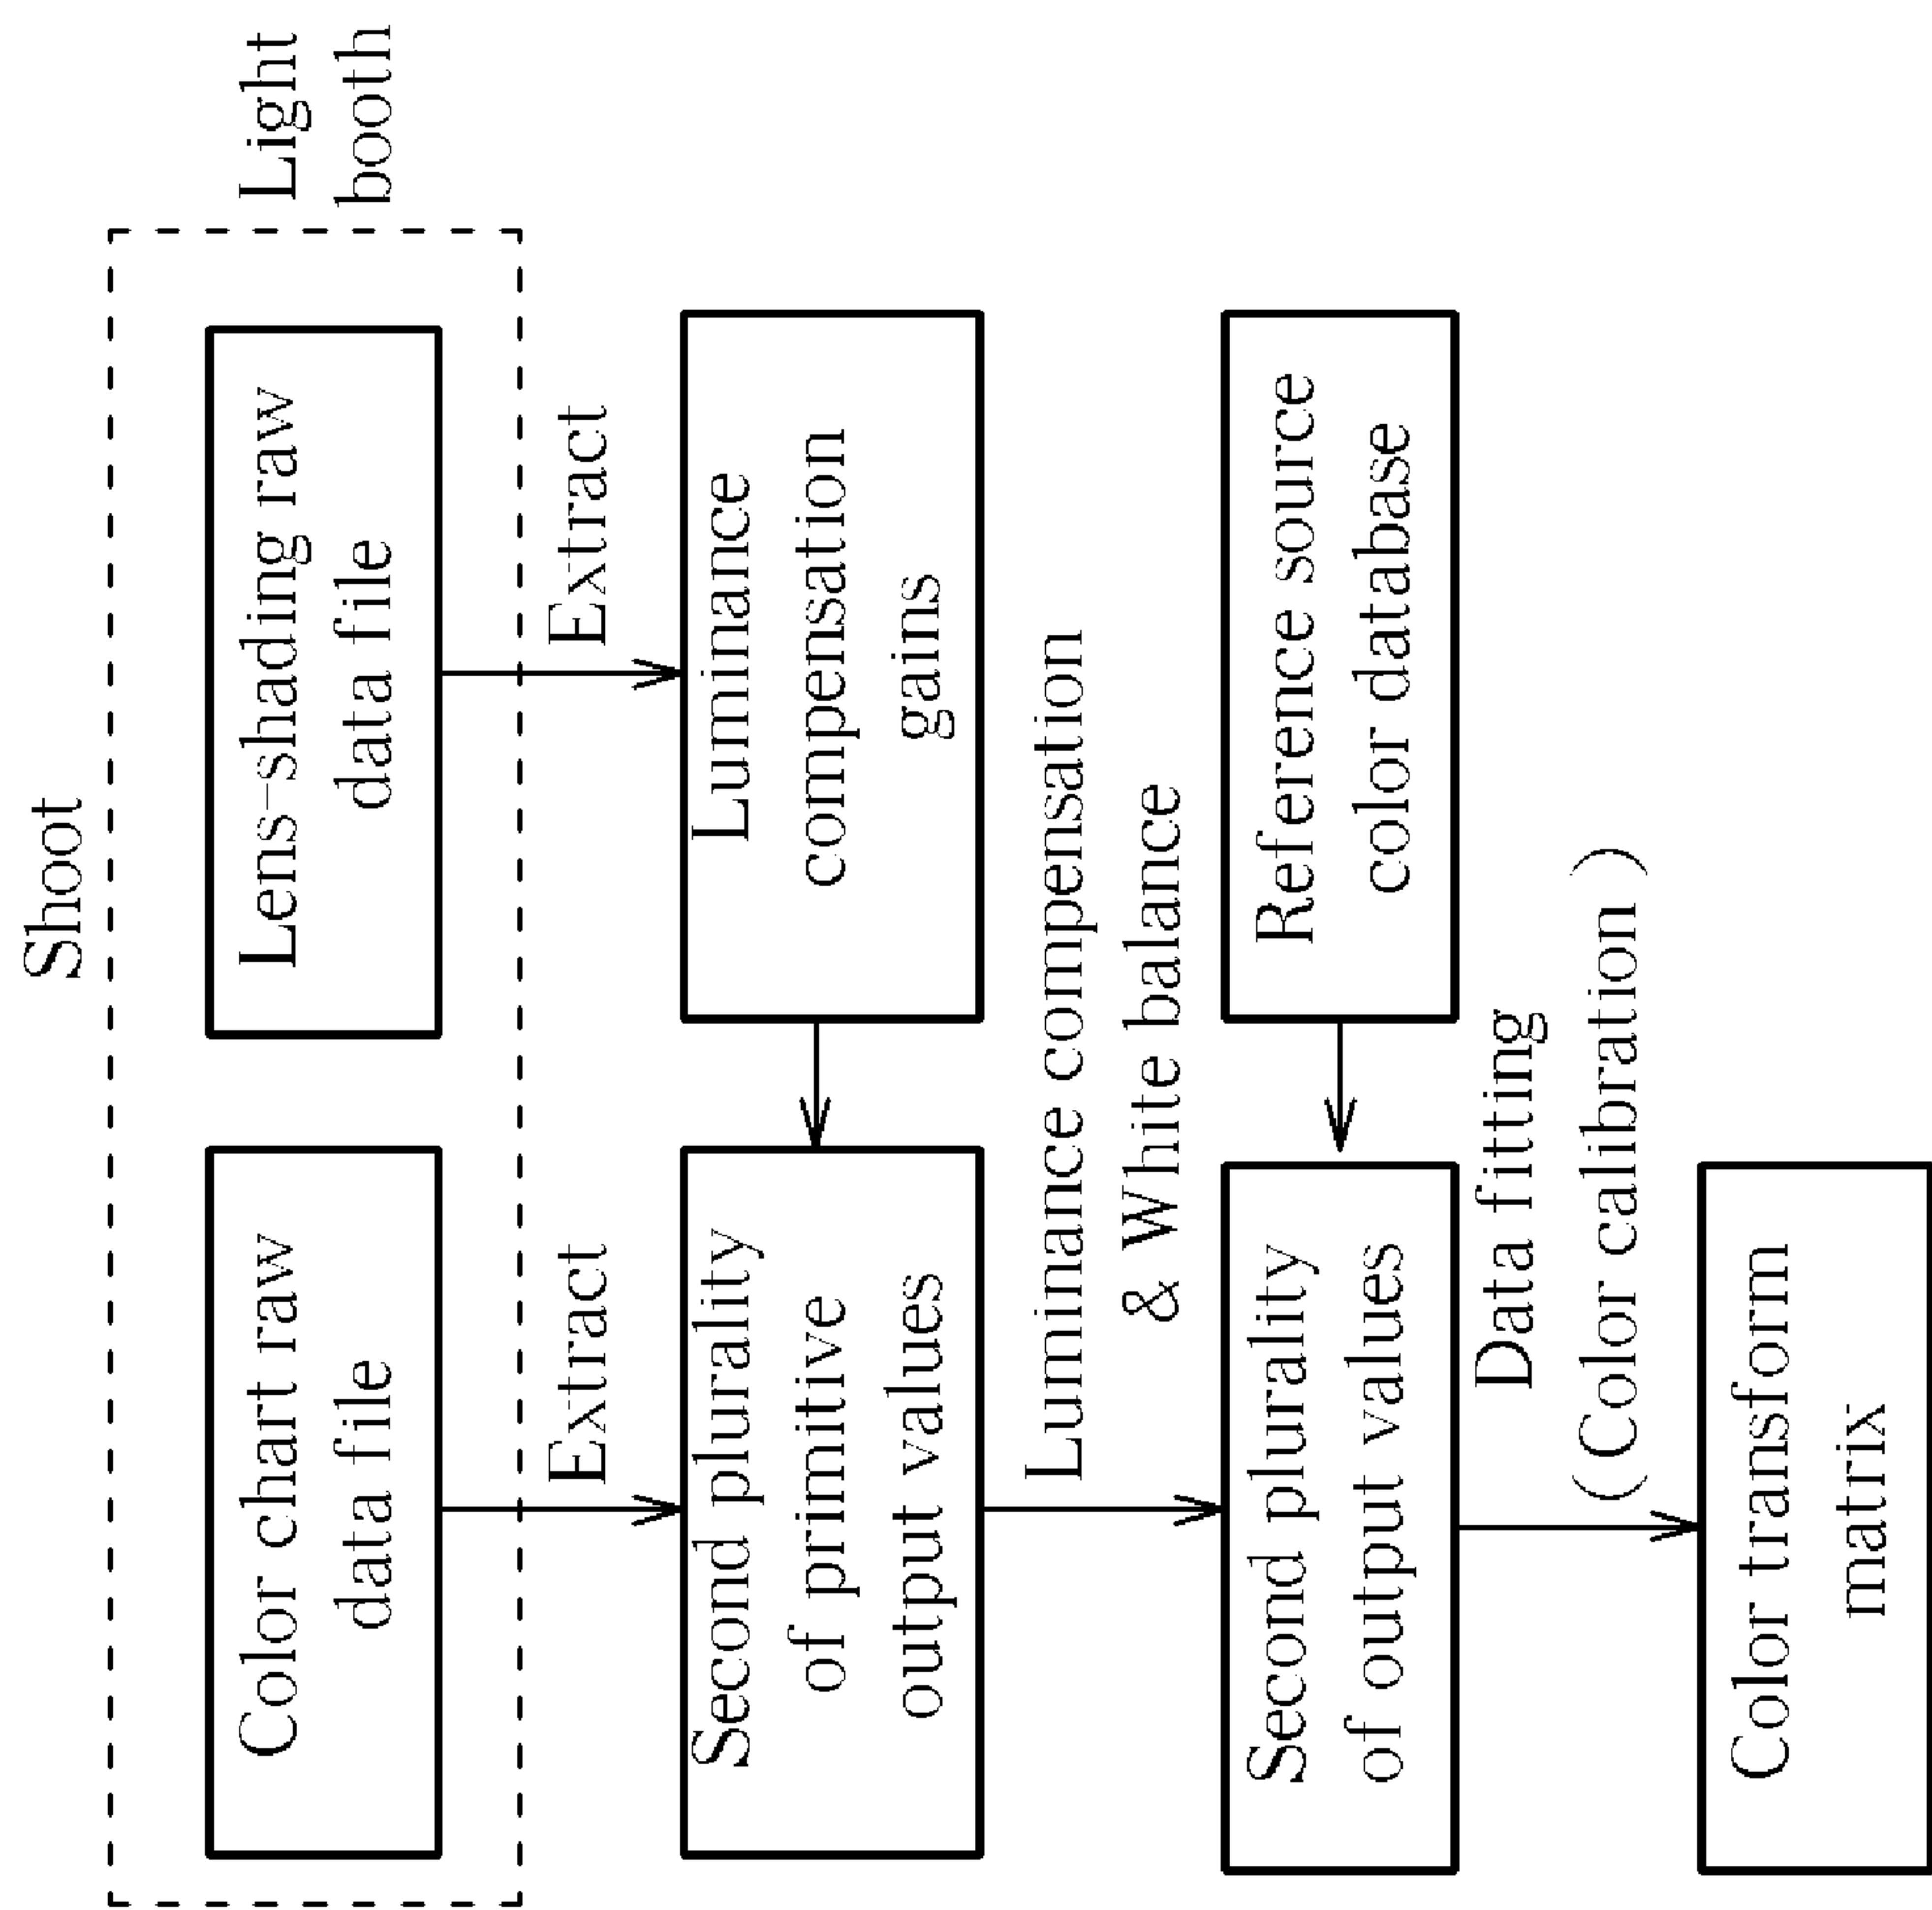 Shoot
Light
booth
Color chart raw
data file
Lens-shading raw
data file
Extract
Extract
Second plurality
of primitive
output values
Luminance
compensation
gains
Luminance compensation
& White balance
Second plurality
of output values
Reference source
color database
Data fitting
(Color calibration)
Color transform
matrix